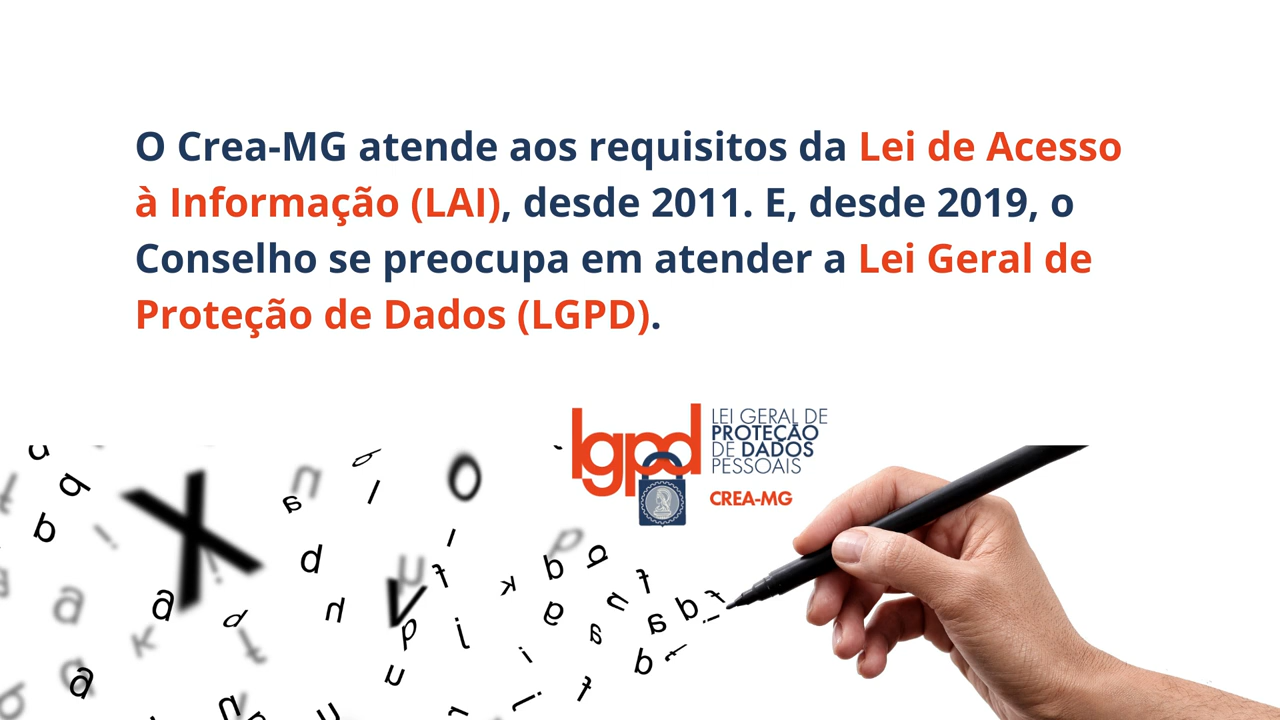 O Crea-MG atende aos requisitos da Lei de Acesso
à Informação (LAI), desde 2011. E, desde 2019, o
Conselho se preocupa em atender a Lei Geral de
Proteção de Dados (LGPD).
lgpd
LEI GERAL DE
PROTEÇÃO
DE DADOS
PESSOAIS
CREA-MG